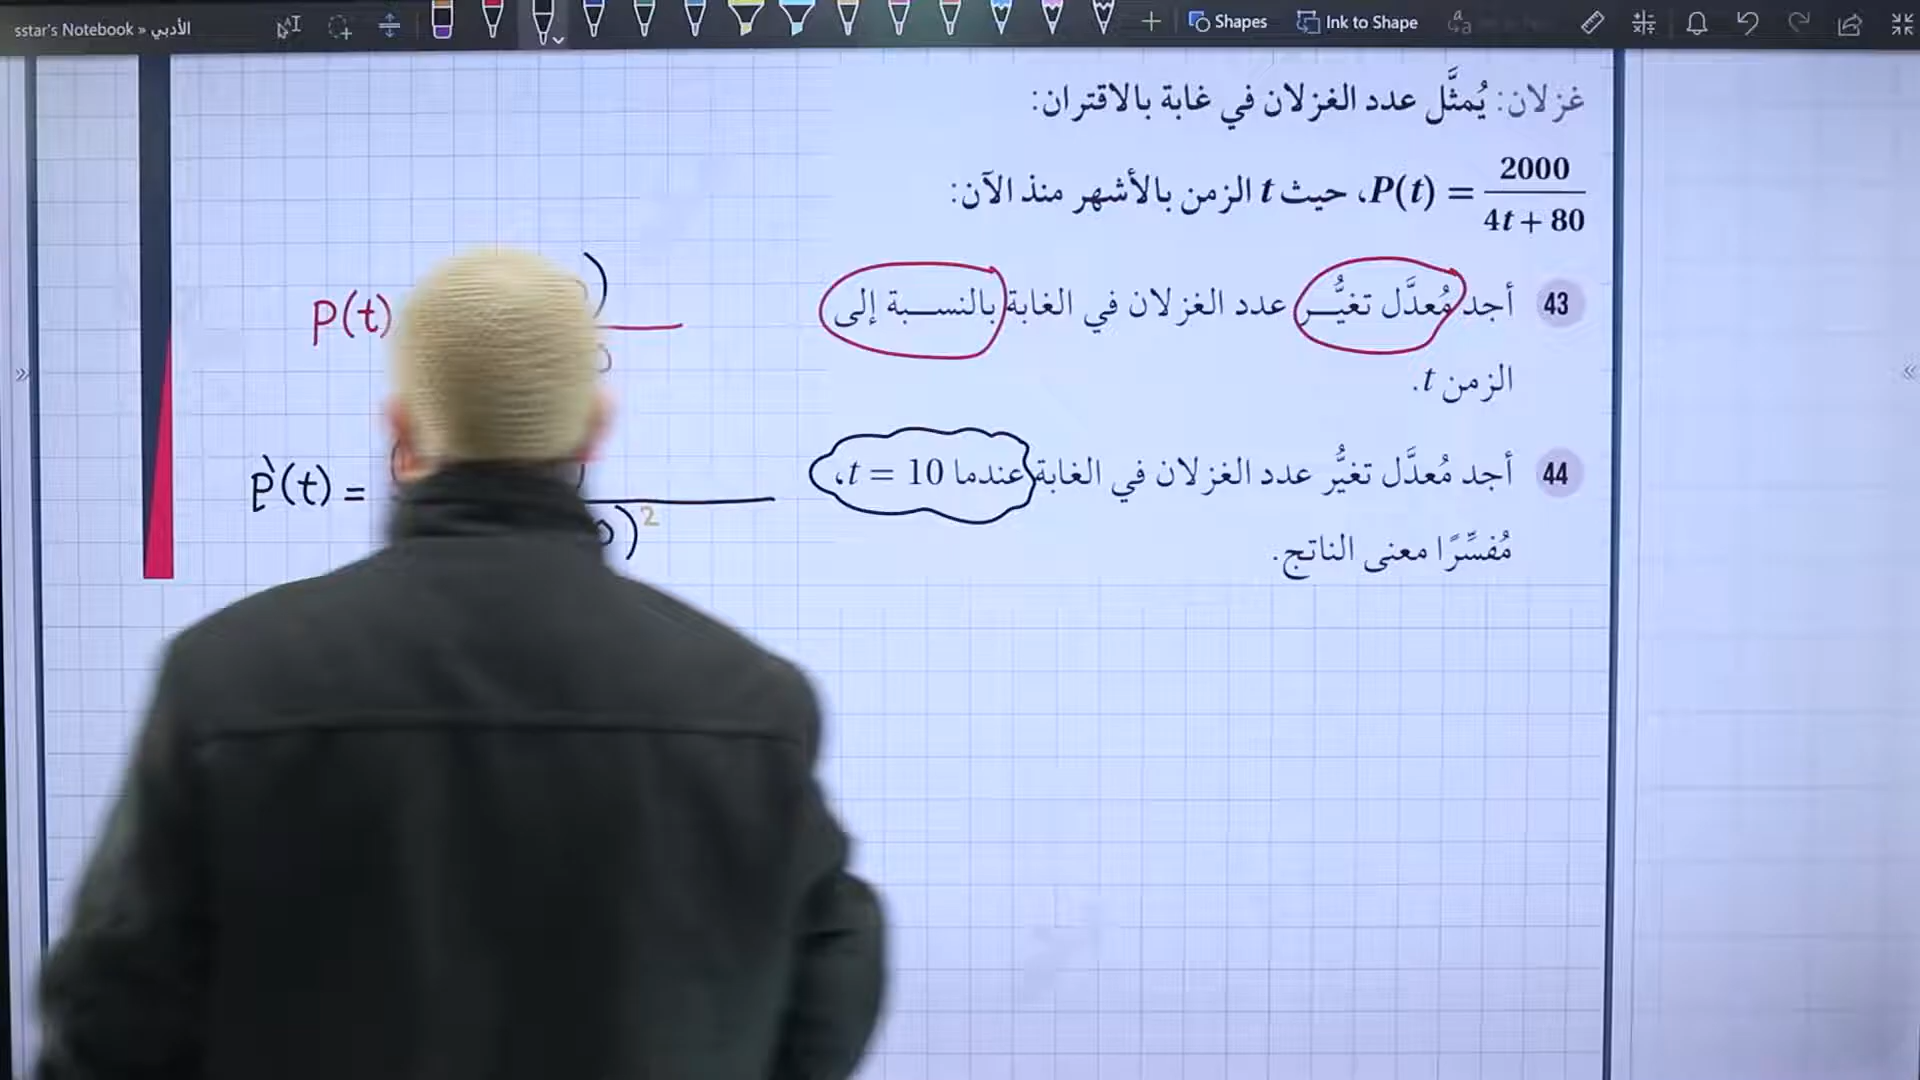 sstar's Notebook » الأدبي
Shapes
Ink to Shape
غزلان: يُمثَّل عدد الغزلان في غابة بالاقتران:
P(t) = 2000 / 4t + 80، حيث t الزمن بالأشهر منذ الآن:
43 أجد مُعدَّل تغيُّر عدد الغزلان في الغابة بالنسبة إلى
الزمن t.
44 أجد مُعدَّل تغيُّر عدد الغزلان في الغابة عندما t = 10،
مُفسِّرًا معنى الناتج.
P(t)
P̀(t) =
)²